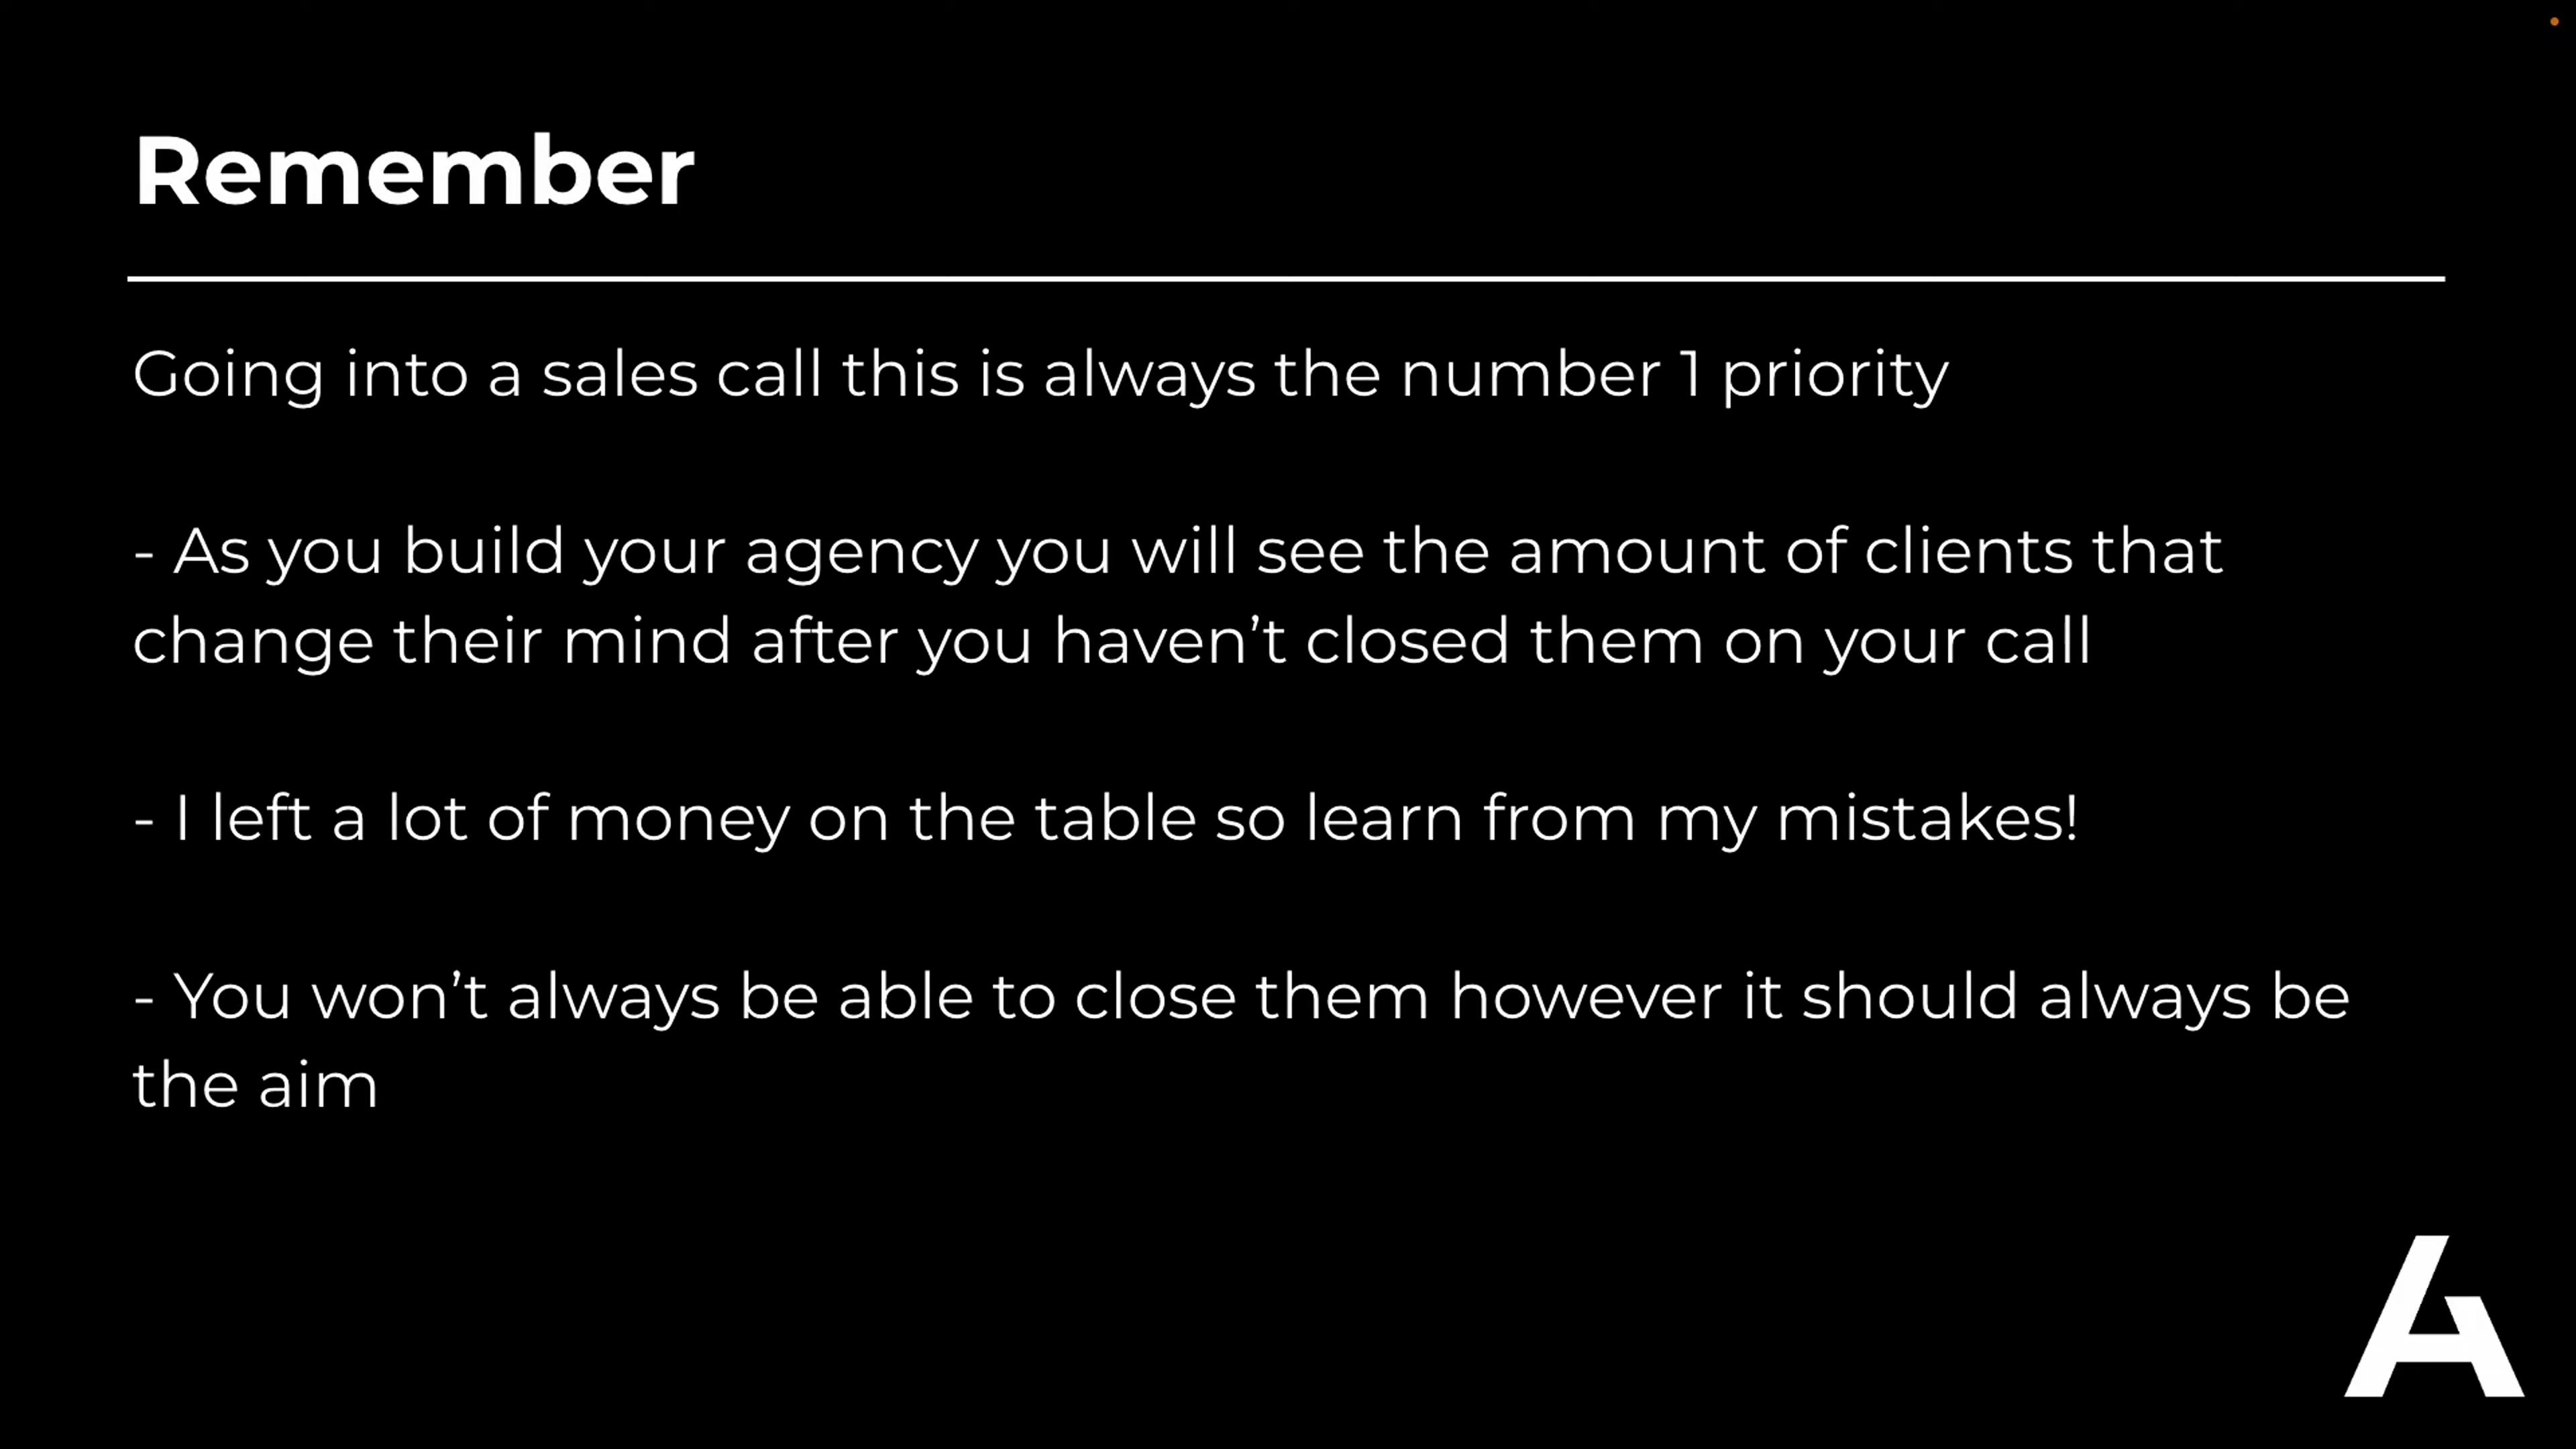 Remember
Going into a sales call this is always the number 1 priority
- As you build your agency you will see the amount of clients that
change their mind after you haven’t closed them on your call
- I left a lot of money on the table so learn from my mistakes!
- You won’t always be able to close them however it should always be
the aim